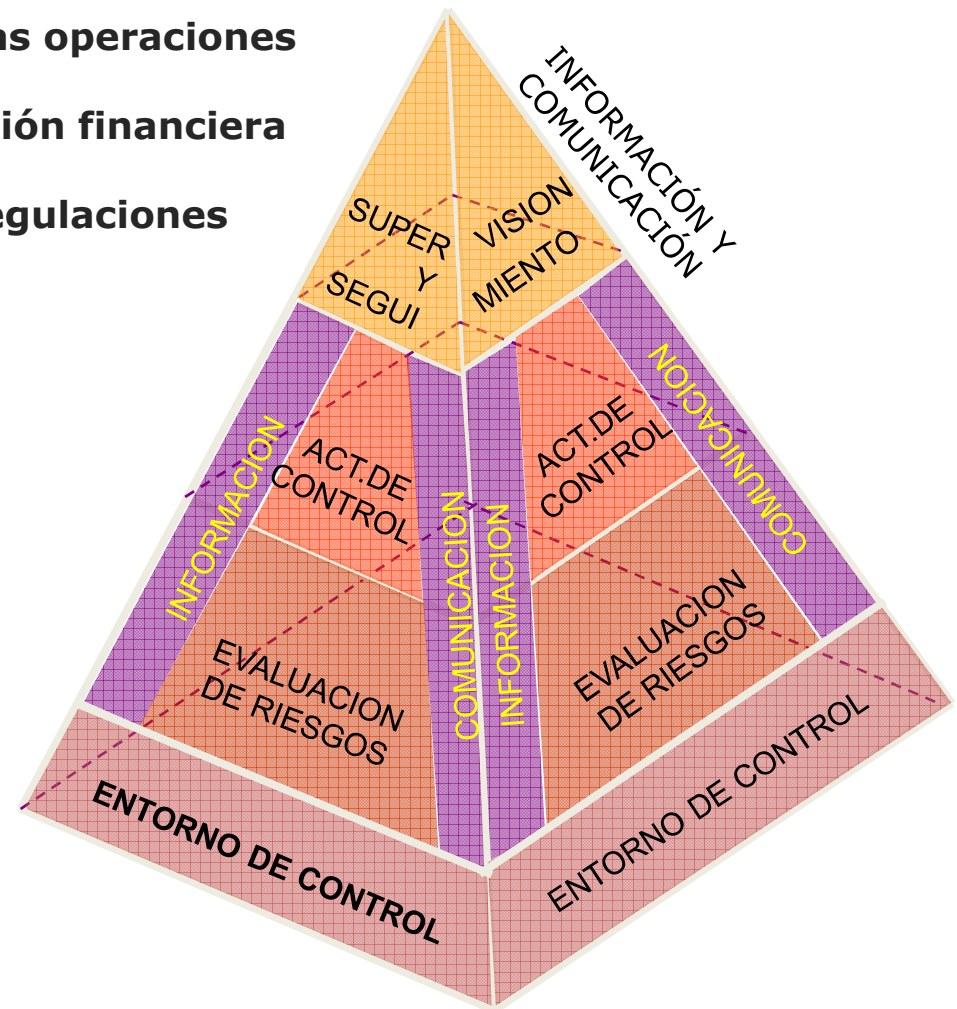 as operaciones
ión financiera
egulaciones
INFORMACIÓN Y
COMUNICACIÓN
SUPER
Y
SEGUI
VISION
MIENTO
INFORMACION
ACT.DE
CONTROL
COMUNICACION
INFORMACION
ACT.DE
CONTROL
COMUNICACION
EVALUACION
DE RIESGOS
EVALUACION
DE RIESGOS
ENTORNO DE CONTROL
ENTORNO DE CONTROL